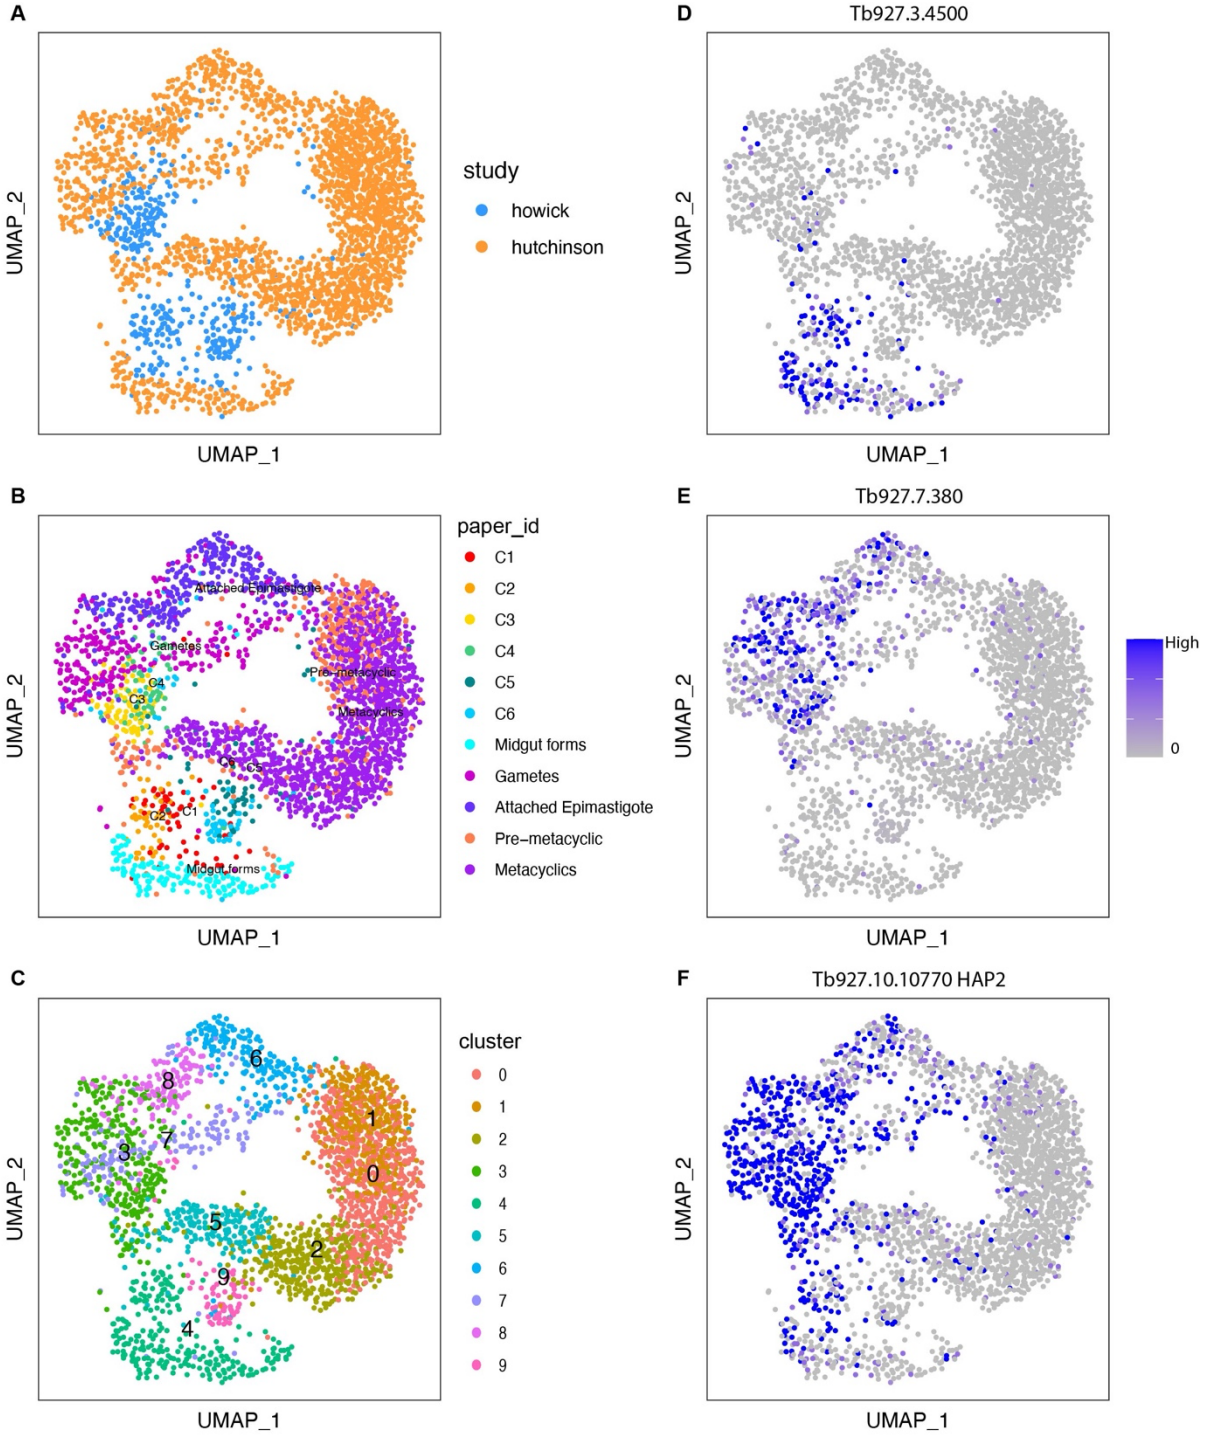 A
UMAP_2
UMAP_1
study
howick
hutchinson
D
Tb927.3.4500
UMAP_2
UMAP_1
B
UMAP_2
Attached Epimastigote
Gametes
C4
C3
Pre-metacyclic
Metacyclics
C6
C5
C1
C2
Midgut forms
UMAP_1
paper_id
C1
C2
C3
C4
C5
C6
Midgut forms
Gametes
Attached Epimastigote
Pre-metacyclic
Metacyclics
E
Tb927.7.380
UMAP_2
UMAP_1
High
0
C
UMAP_2
6
8
1
7
3
0
5
2
9
4
UMAP_1
cluster
0
1
2
3
4
5
6
7
8
9
F
Tb927.10.10770 HAP2
UMAP_2
UMAP_1